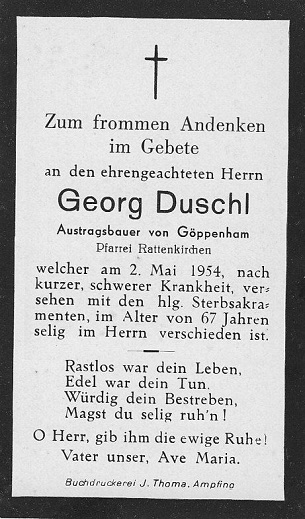 Zum frommen Andenken
im Gebete
an den ehrengeachteten Herrn
Georg Duschl
Austragsbauer von Göppenham
Pfarrei Rattenkirchen
welcher am 2. Mai 1954, nach
kurzer, schwerer Krankheit, ver-
sehen mit den hlg. Sterbsakra-
menten, im Alter von 67 Jahren
selig im Herrn verschieden ist.
Rastlos war dein Leben,
Edel war dein Tun.
Würdig dein Bestreben,
Magst du selig ruh'n!
O Herr, gib ihm die ewige Ruhe!
Vater unser, Ave Maria.
Buchdruckerei J. Thoma, Ampfing